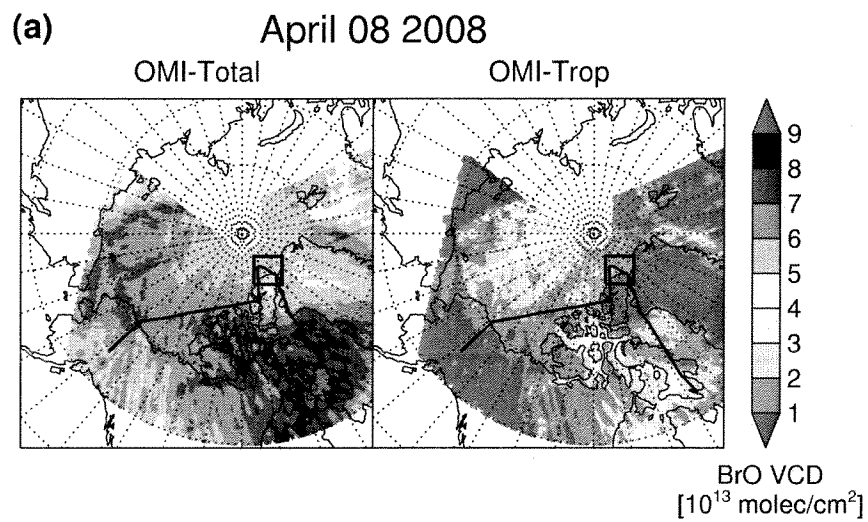 (a)
April 08 2008
OMI-Total
OMI-Trop
9
8
7
6
5
4
3
2
1
BrO VCD
[10¹³ molec/cm²]